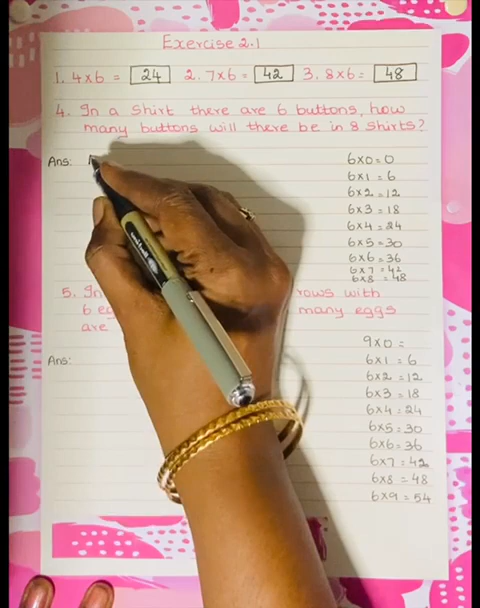 Exercise 2.1
1. 4x6 = 24 2. 7x6 = 42 3. 8x6 = 48
4. In a Shirt there are 6 buttons, how
many buttons will there be in 8 shirts?
Ans:
6x0=0
6x1=6
6x2=12
6x3=18
6x4=24
6x5=30
6x6=36
6x7=42
6x8=48
5. In rows with
6 many eggs
are
Ans:
9x0=
6x1=6
6x2=12
6x3=18
6x4=24
6x5=30
6x6=36
6x7=42
6x8=48
6x9=54